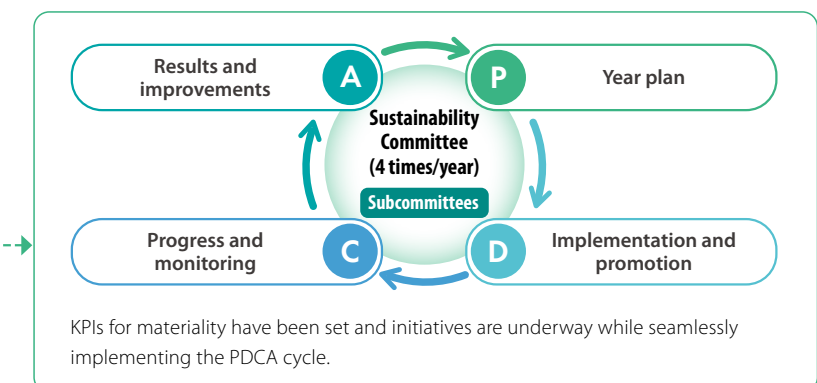 Results and
improvements
A
P
Year plan
Sustainability
Committee
(4 times/year)
Subcommittees
Progress and
monitoring
C
D
Implementation and
promotion
KPIs for materiality have been set and initiatives are underway while seamlessly
implementing the PDCA cycle.